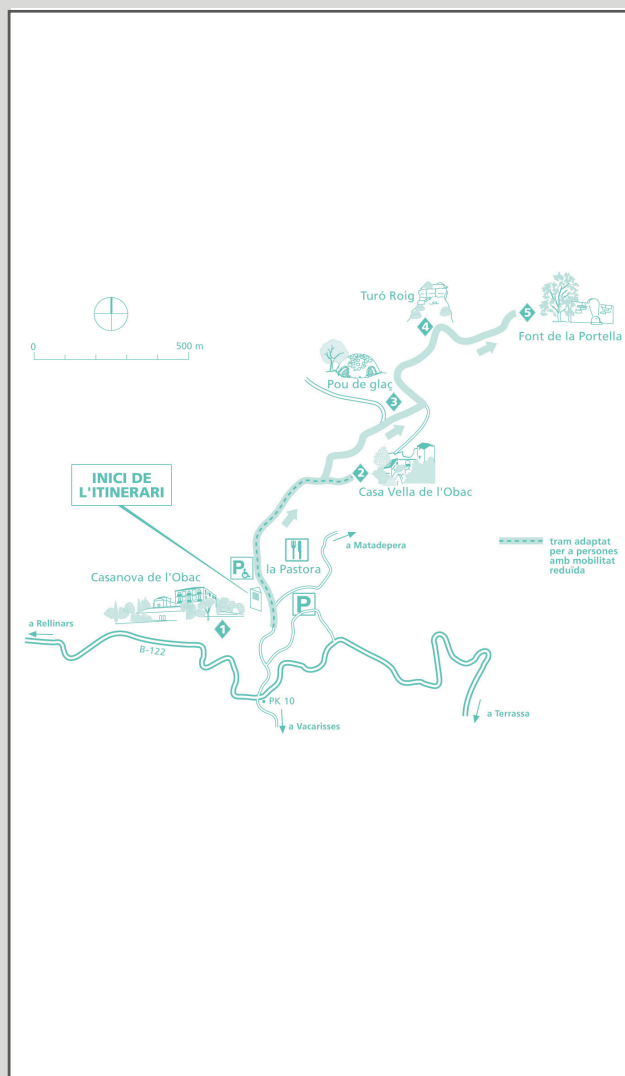 Turó Roig
4
5
Font de la Portella
0
500 m
Pou de glaç
3
2
Casa Vella de l'Obac
INICI DE
L'ITINERARI
a Matadepera
tram adaptat
per a persones
amb mobilitat
reduïda
P
la Pastora
Casanova de l'Obac
P
1
a Rellinars
B-122
PK 10
a Vacarisses
a Terrassa